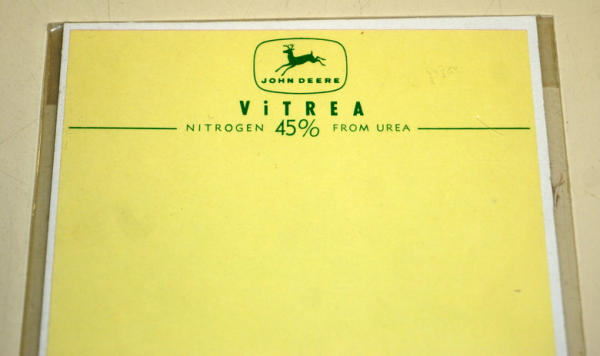 JOHN DEERE
ViTREA
NITROGEN 45% FROM UREA